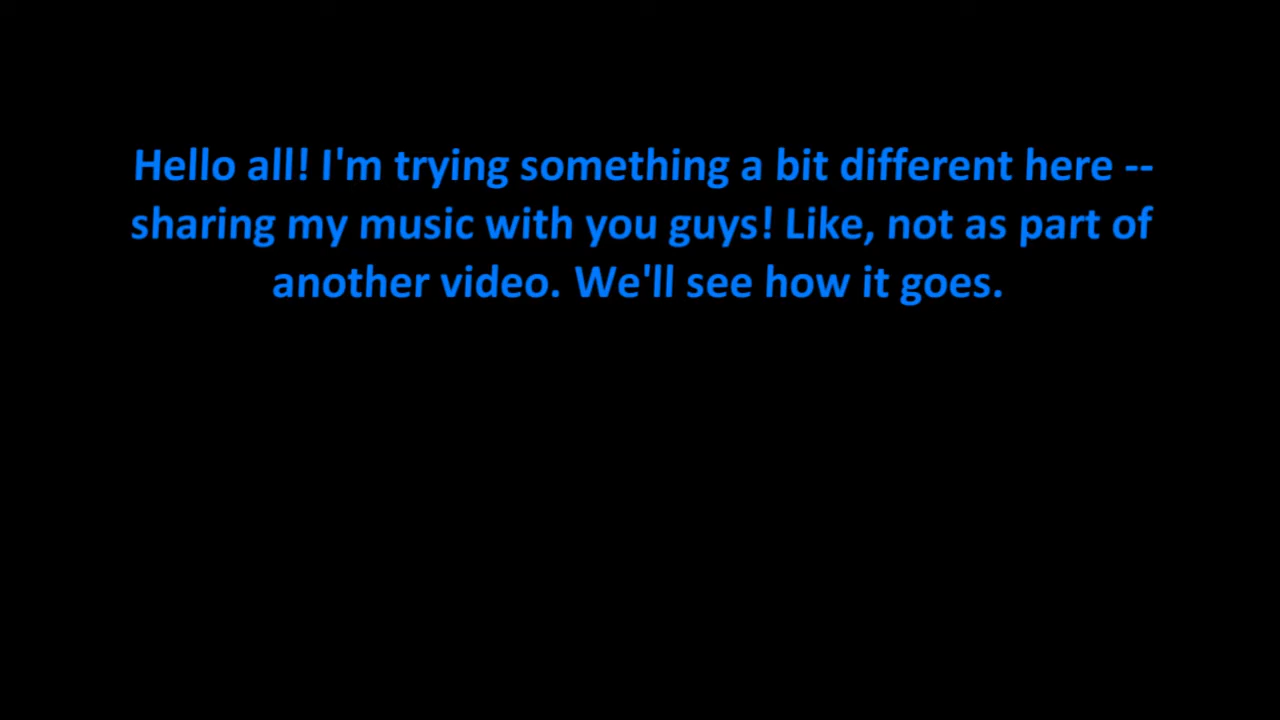 Hello all! I'm trying something a bit different here --
sharing my music with you guys! Like, not as part of
another video. We'll see how it goes.